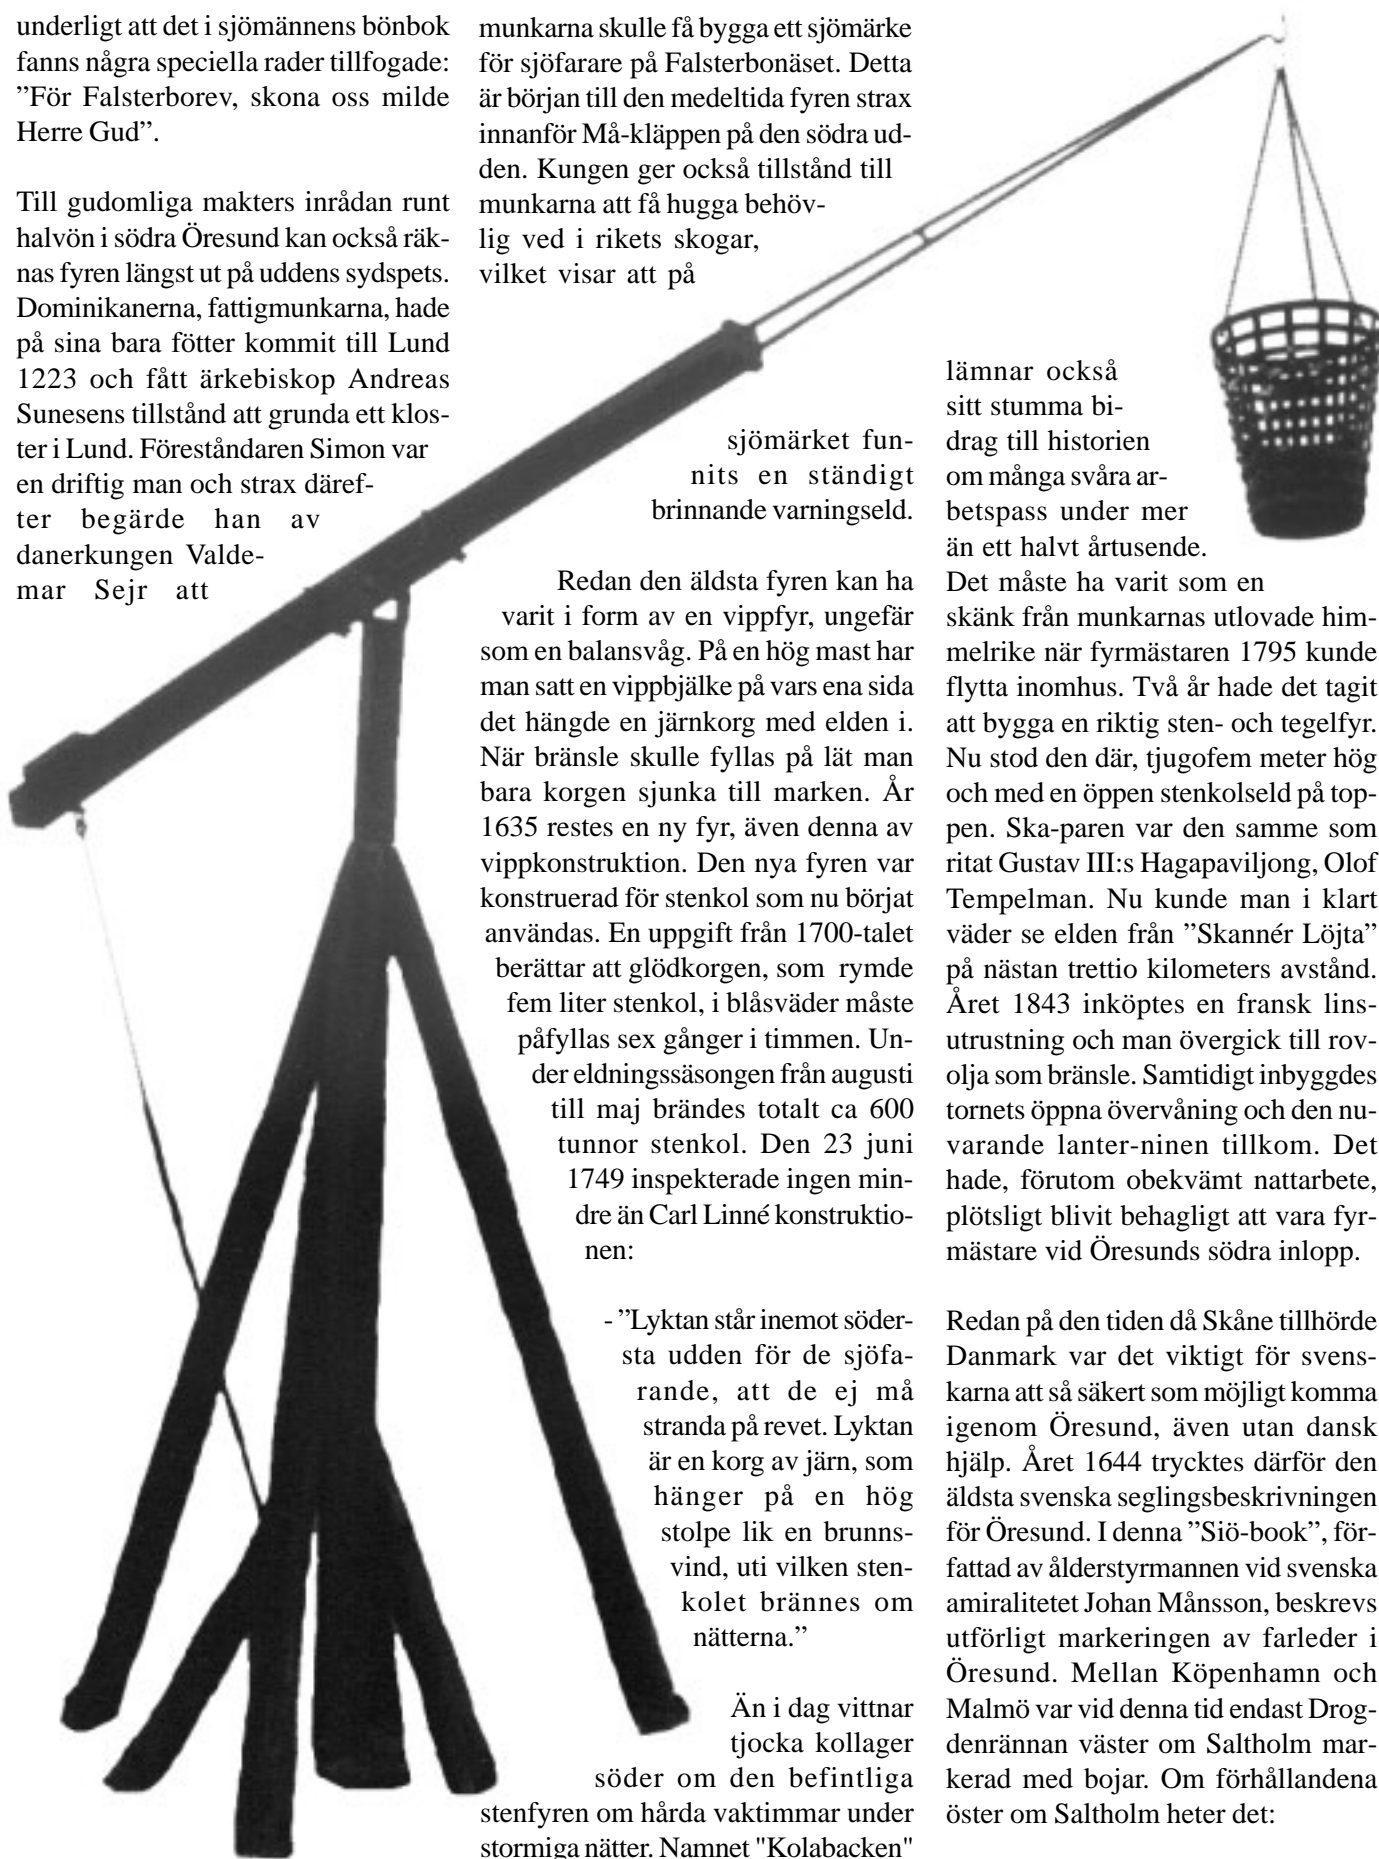 underligt att det i sjömännens bönbok
fanns några speciella rader tillfogade:
”För Falsterborev, skona oss milde
Herre Gud”.
Till gudomliga makters inrådan runt
halvön i södra Öresund kan också räk-
nas fyren längst ut på uddens sydspets.
Dominikanerna, fattigmunkarna, hade
på sina bara fötter kommit till Lund
1223 och fått ärkebiskop Andreas
Sunesens tillstånd att grunda ett klos-
ter i Lund. Föreståndaren Simon var
en driftig man och strax däref-
ter begärde han av
danerkungen Valde-
mar Sejr att
munkarna skulle få bygga ett sjömärke
för sjöfarare på Falsterbonäset. Detta
är början till den medeltida fyren strax
innanför Må-kläppen på den södra ud-
den. Kungen ger också tillstånd till
munkarna att få hugga behöv-
lig ved i rikets skogar,
vilket visar att på
sjömärket fun-
nits en ständigt
brinnande varningseld.
Redan den äldsta fyren kan ha
varit i form av en vippfyr, ungefär
som en balansvåg. På en hög mast har
man satt en vippbjälke på vars ena sida
det hängde en järnkorg med elden i.
När bränsle skulle fyllas på lät man
bara korgen sjunka till marken. År
1635 restes en ny fyr, även denna av
vippkonstruktion. Den nya fyren var
konstruerad för stenkol som nu börjat
användas. En uppgift från 1700-talet
berättar att glödkorgen, som rymde
fem liter stenkol, i blåsväder måste
påfyllas sex gånger i timmen. Un-
der eldningssäsongen från augusti
till maj brändes totalt ca 600
tunnor stenkol. Den 23 juni
1749 inspekterade ingen min-
dre än Carl Linné konstruktio-
nen:
- ”Lyktan står inemot söder-
sta udden för de sjöfa-
rande, att de ej må
stranda på revet. Lyktan
är en korg av järn, som
hänger på en hög
stolpe lik en brunns-
vind, uti vilken sten-
kolet brännes om
nätterna.”
Än i dag vittnar
tjocka kollager
söder om den befintliga
stenfyren om hårda vaktimmar under
stormiga nätter. Namnet "Kolabacken"
lämnar också
sitt stumma bi-
drag till historien
om många svåra ar-
betspass under mer
än ett halvt årtusende.
Det måste ha varit som en
skänk från munkarnas utlovade him-
melrike när fyrmästaren 1795 kunde
flytta inomhus. Två år hade det tagit
att bygga en riktig sten- och tegelfyr.
Nu stod den där, tjugofem meter hög
och med en öppen stenkolseld på top-
pen. Ska-paren var den samme som
ritat Gustav III:s Hagapaviljong, Olof
Tempelman. Nu kunde man i klart
väder se elden från ”Skannér Löjta”
på nästan trettio kilometers avstånd.
Året 1843 inköptes en fransk lins-
utrustning och man övergick till rov-
olja som bränsle. Samtidigt inbyggdes
tornets öppna övervåning och den nu-
varande lanter-ninen tillkom. Det
hade, förutom obekvämt nattarbete,
plötsligt blivit behagligt att vara fyr-
mästare vid Öresunds södra inlopp.
Redan på den tiden då Skåne tillhörde
Danmark var det viktigt för svens-
karna att så säkert som möjligt komma
igenom Öresund, även utan dansk
hjälp. Året 1644 trycktes därför den
äldsta svenska seglingsbeskrivningen
för Öresund. I denna ”Siö-book”, för-
fattad av ålderstyrmannen vid svenska
amiralitetet Johan Månsson, beskrevs
utförligt markeringen av farleder i
Öresund. Mellan Köpenhamn och
Malmö var vid denna tid endast Drog-
denrännan väster om Saltholm mar-
kerad med bojar. Om förhållandena
öster om Saltholm heter det: